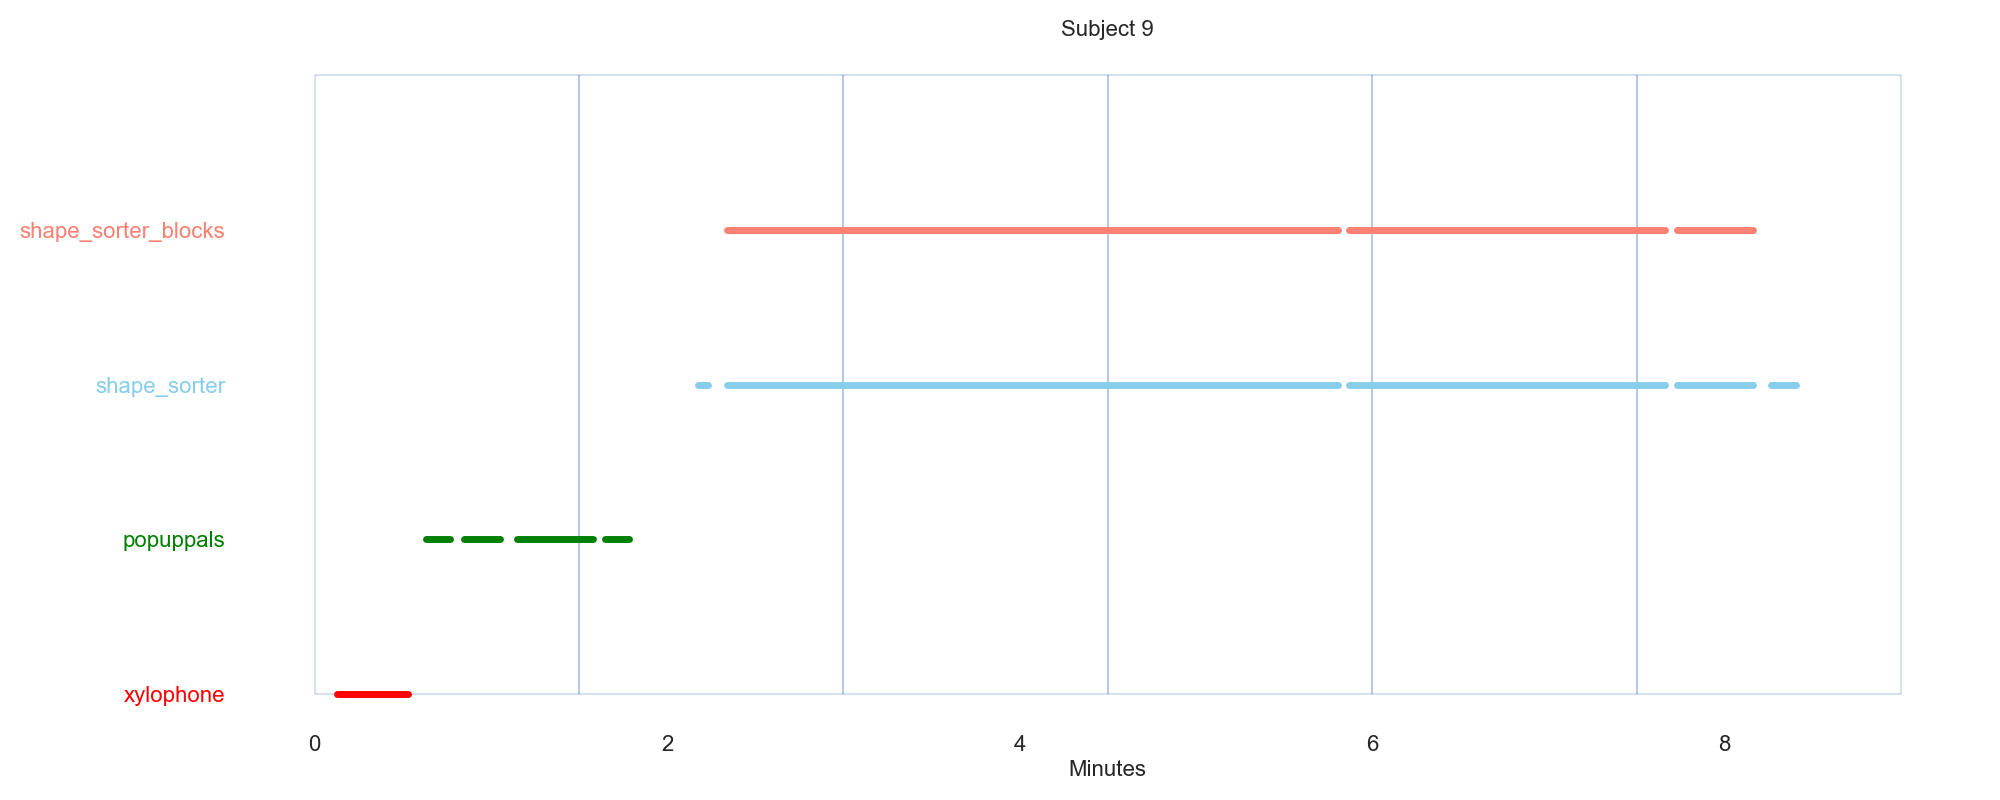 Subject 9
shape_sorter_blocks
shape_sorter
popuppals
xylophone
0 2 4 6 8
Minutes